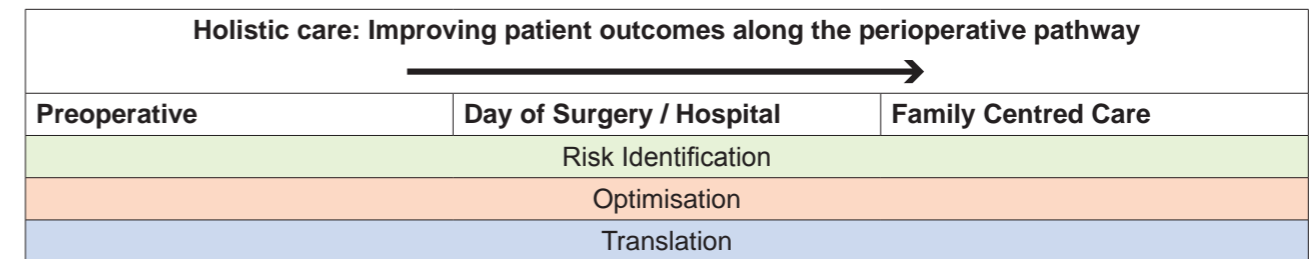 Holistic care: Improving patient outcomes along the perioperative pathway
Preoperative
Day of Surgery / Hospital
Family Centred Care
Risk Identification
Optimisation
Translation